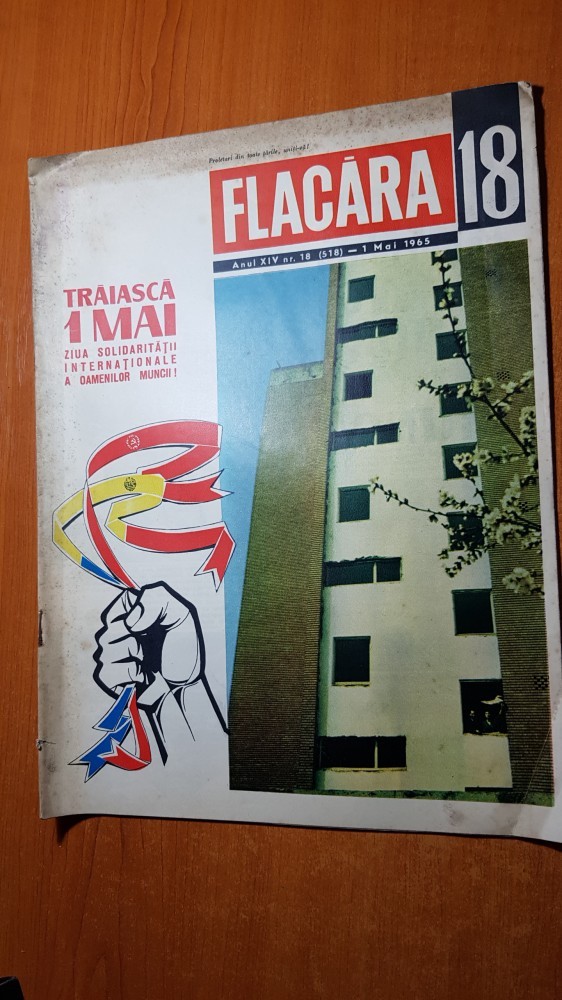 Proletari din toate țările, uniți-vă!
FLACĂRA
18
Anul XIV nr. 18 (518) — 1 Mai 1965
TRĂIASCĂ
1 MAI
ZIUA SOLIDARITĂȚII
INTERNAȚIONALE
A OAMENILOR MUNCII!